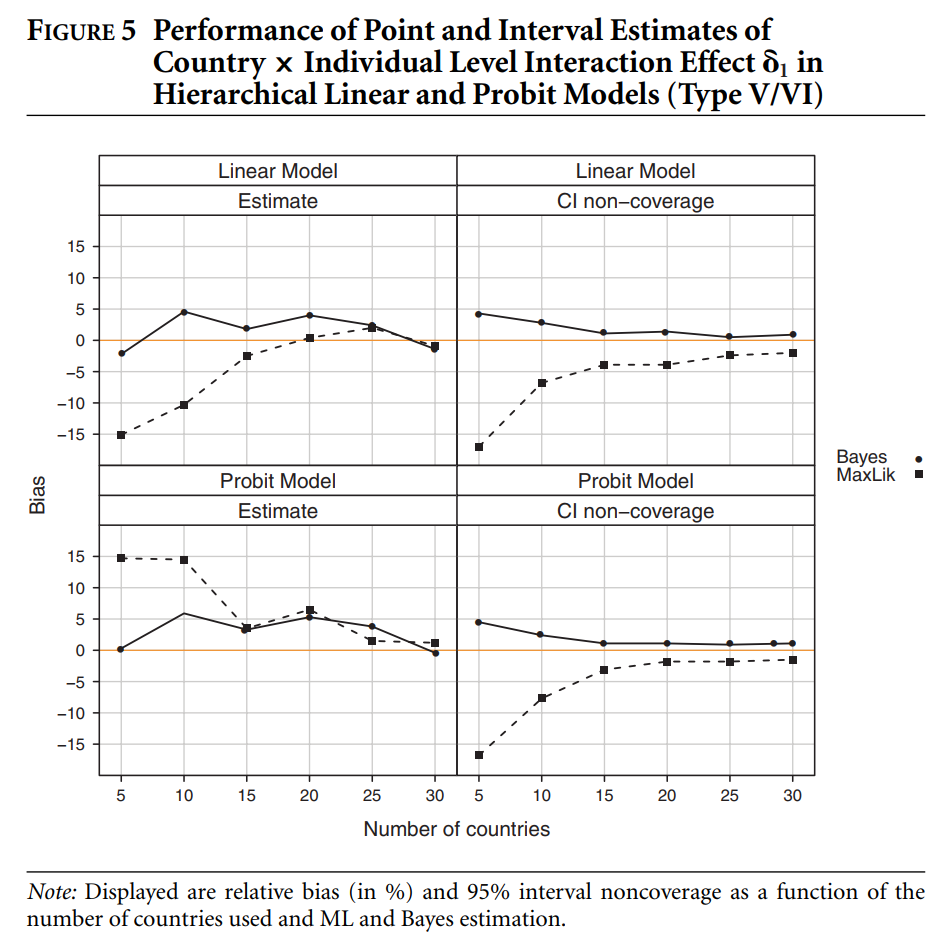 FIGURE 5 Performance of Point and Interval Estimates of
Country × Individual Level Interaction Effect δ₁ in
Hierarchical Linear and Probit Models (Type V/VI)
Linear Model
Linear Model
Estimate
CI non−coverage
15
10
5
0
−5
−10
−15
Probit Model
Probit Model
Estimate
CI non−coverage
15
10
5
0
−5
−10
−15
Bias
Bayes
MaxLik
5 10 15 20 25 30 5 10 15 20 25 30
Number of countries
Note: Displayed are relative bias (in %) and 95% interval noncoverage as a function of the
number of countries used and ML and Bayes estimation.